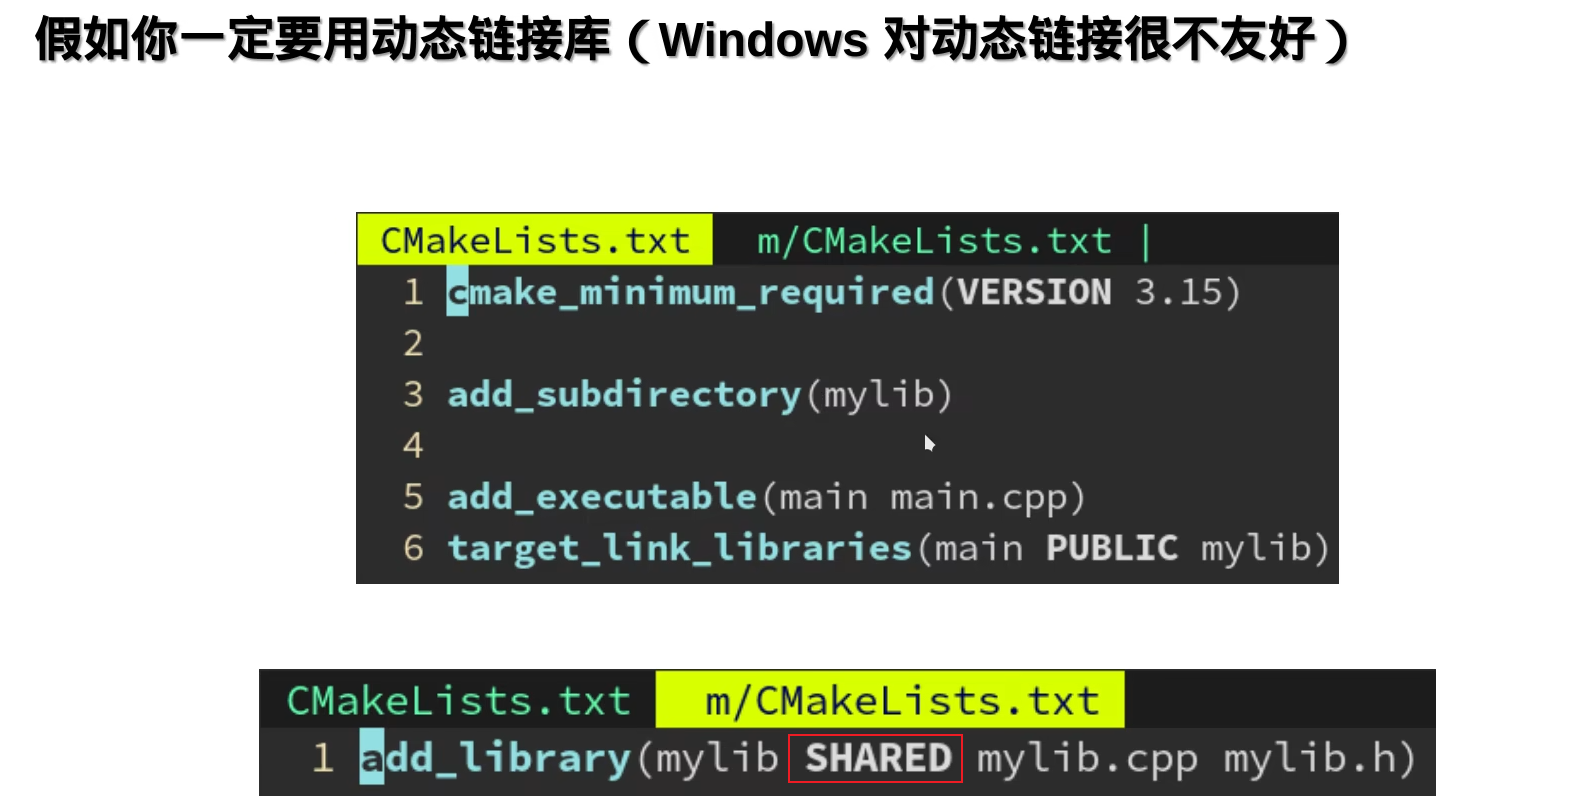 假如你一定要用动态链接库（Windows 对动态链接很不友好）
CMakeLists.txt m/CMakeLists.txt |
1 cmake_minimum_required(VERSION 3.15)
2
3 add_subdirectory(mylib)
4
5 add_executable(main main.cpp)
6 target_link_libraries(main PUBLIC mylib)
CMakeLists.txt m/CMakeLists.txt
1 add_library(mylib SHARED mylib.cpp mylib.h)